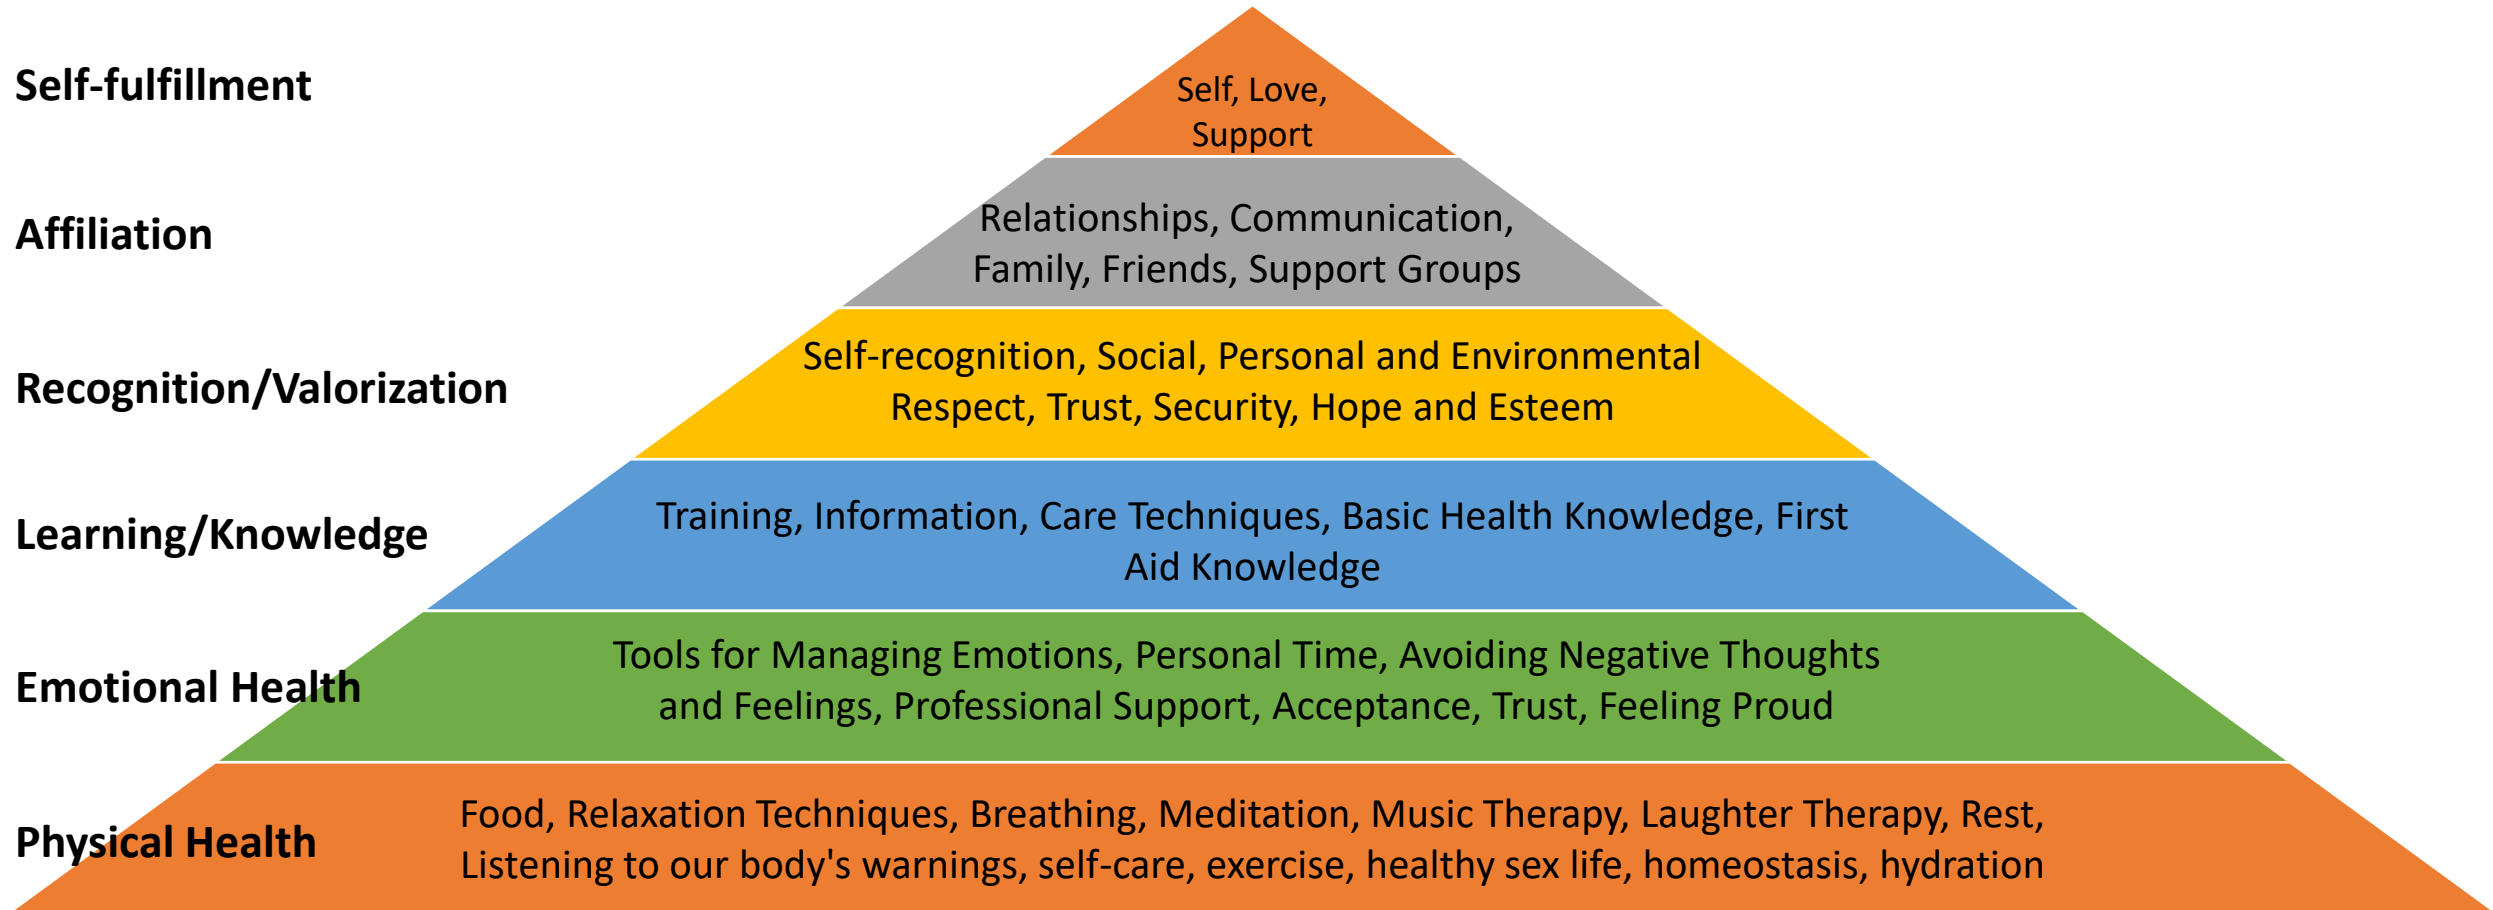 Self-fulfillment
Self, Love,
Support
Affiliation
Relationships, Communication,
Family, Friends, Support Groups
Recognition/Valorization
Self-recognition, Social, Personal and Environmental
Respect, Trust, Security, Hope and Esteem
Learning/Knowledge
Training, Information, Care Techniques, Basic Health Knowledge, First
Aid Knowledge
Emotional Health
Tools for Managing Emotions, Personal Time, Avoiding Negative Thoughts
and Feelings, Professional Support, Acceptance, Trust, Feeling Proud
Physical Health
Food, Relaxation Techniques, Breathing, Meditation, Music Therapy, Laughter Therapy, Rest,
Listening to our body's warnings, self-care, exercise, healthy sex life, homeostasis, hydration